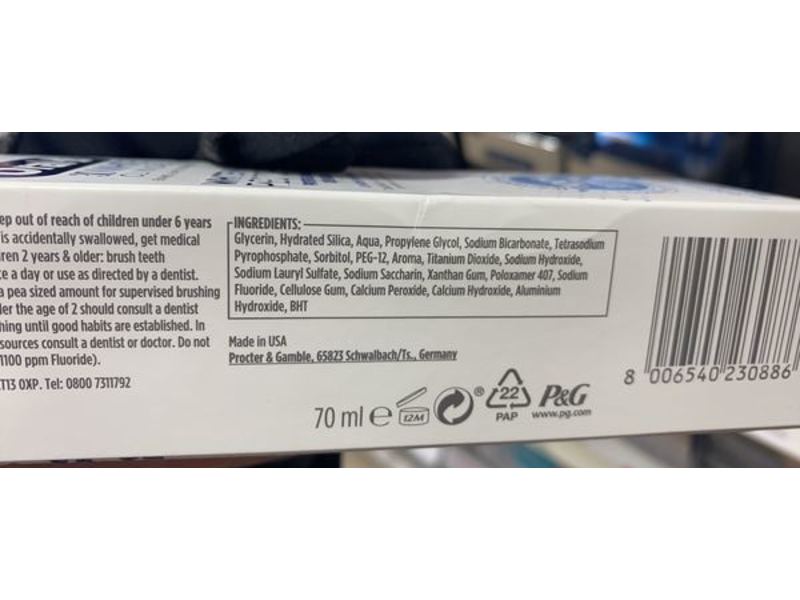 ep out of reach of children under 6 years
is accidentally swallowed, get medical
ren 2 years & older: brush teeth
e a day or use as directed by a dentist.
a pea sized amount for supervised brushing
er the age of 2 should consult a dentist
hing until good habits are established. In
sources consult a dentist or doctor. Do not
1100 ppm Fluoride).
T13 0XP. Tel: 0800 7311792
INGREDIENTS:
Glycerin, Hydrated Silica, Aqua, Propylene Glycol, Sodium Bicarbonate, Tetrasodium
Pyrophosphate, Sorbitol, PEG-12, Aroma, Titanium Dioxide, Sodium Hydroxide,
Sodium Lauryl Sulfate, Sodium Saccharin, Xanthan Gum, Poloxamer 407, Sodium
Fluoride, Cellulose Gum, Calcium Peroxide, Calcium Hydroxide, Aluminium
Hydroxide, BHT
Made in USA
Procter & Gamble, 65823 Schwalbach/Ts., Germany
70 ml e 12M ® 22 PAP P&G
www.pg.com
8 006540 230886